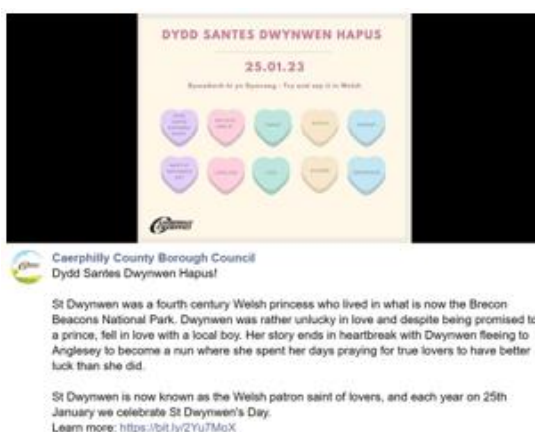 DYDD SANTES DWYNWEN HAPUS
25.01.23
Caerphilly County Borough Council
Dydd Santes Dwynwen Hapus!
St Dwynwen was a fourth century Welsh princess who lived in what is now the Brecon
Beacons National Park. Dwynwen was rather unlucky in love and despite being promised to
a prince, fell in love with a local boy. Her story ends in heartbreak with Dwynwen fleeing to
Anglesey to become a nun where she spent her days praying for true lovers to have better
luck than she did.
St Dwynwen is now known as the Welsh patron saint of lovers, and each year on 25th
January we celebrate St Dwynwen's Day.
Learn more: https://bit.ly/2Yu7MoX